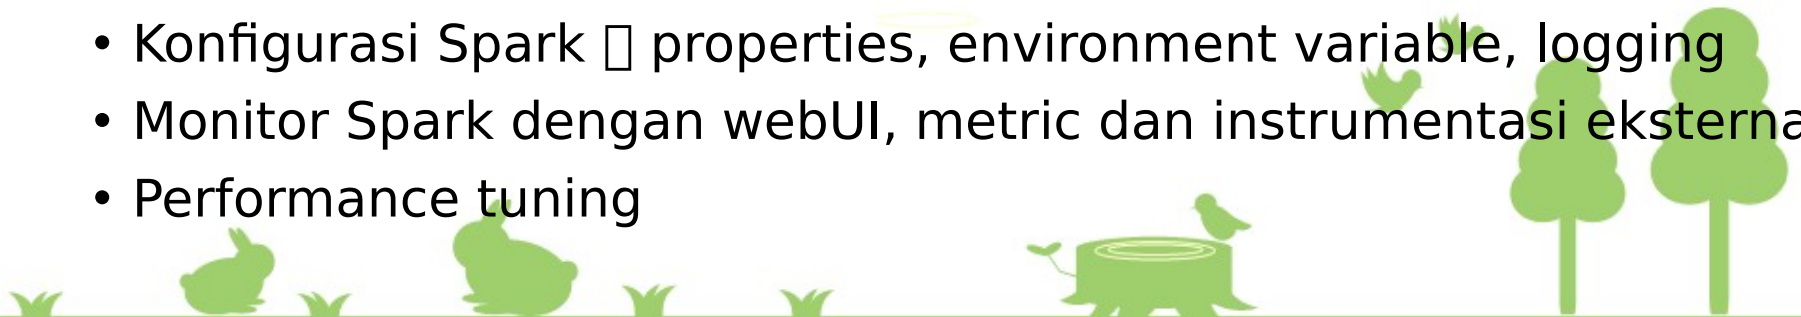 • Konfigurasi Spark  properties, environment variable, logging
• Monitor Spark dengan webUI, metric dan instrumentasi eksterna
• Performance tuning